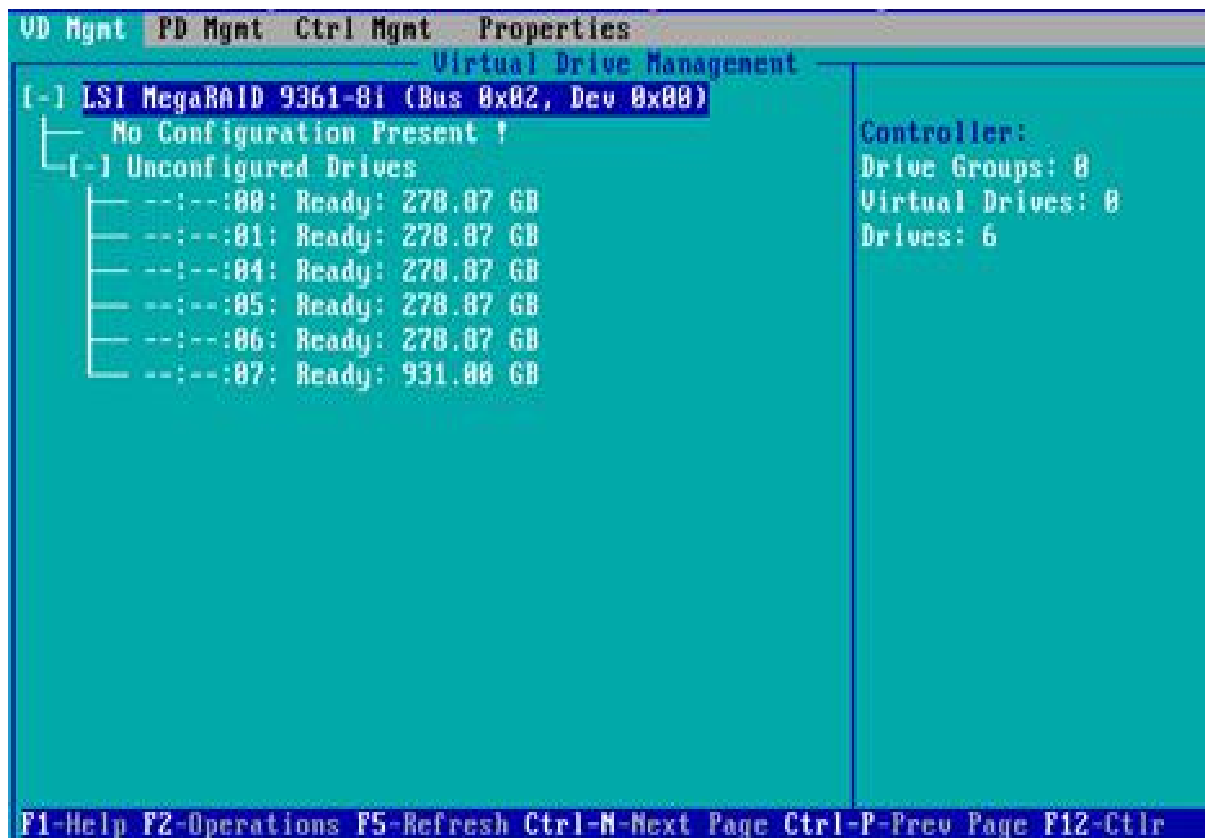 VD Mgmt PD Mgmt Ctrl Mgmt Properties
Virtual Drive Management
[-] LSI MegaRAID 9361-8i (Bus 0x02, Dev 0x00)
No Configuration Present !
[-] Unconfigured Drives
--:--:00: Ready: 278.87 GB
--:--:01: Ready: 278.87 GB
--:--:04: Ready: 278.87 GB
--:--:05: Ready: 278.87 GB
--:--:06: Ready: 278.87 GB
--:--:07: Ready: 931.00 GB
Controller:
Drive Groups: 0
Virtual Drives: 0
Drives: 6
F1-Help F2-Operations F5-Refresh Ctrl-N-Next Page Ctrl-P-Prev Page F12-Ctlr